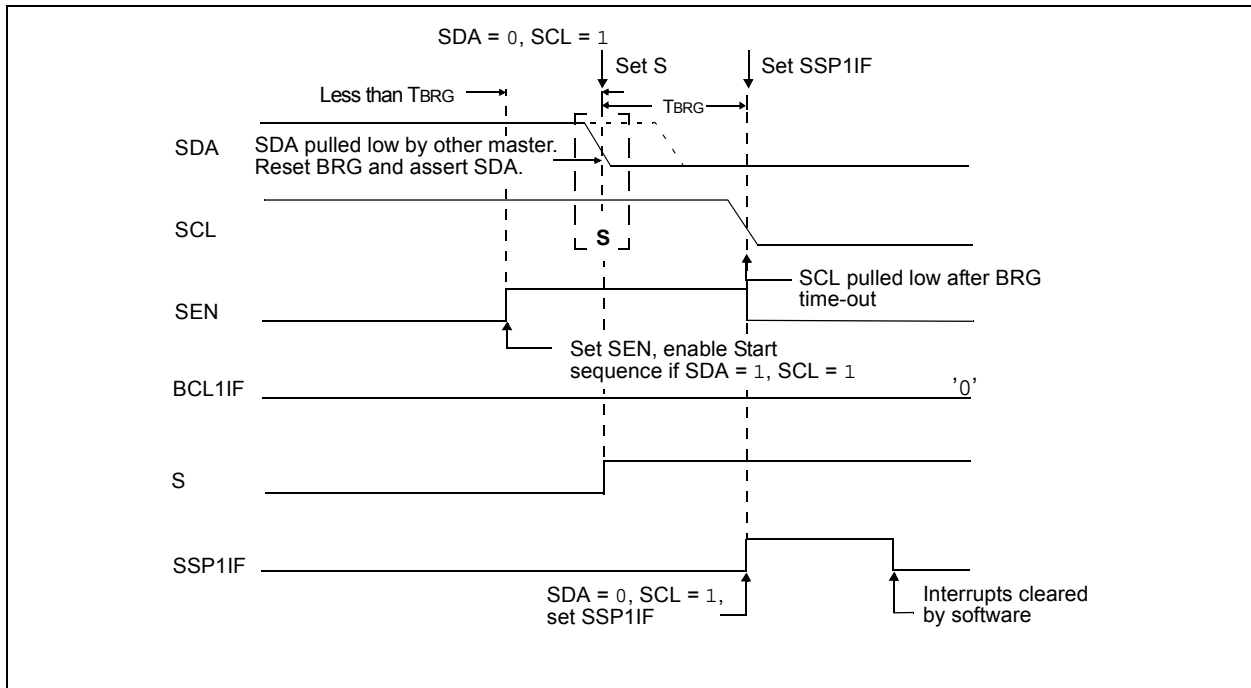 SDA = 0, SCL = 1
Set S
Set SSP1IF
Less than TBRG
TBRG
SDA
SDA pulled low by other master.
Reset BRG and assert SDA.
SCL
S
SCL pulled low after BRG
time-out
SEN
Set SEN, enable Start
sequence if SDA = 1, SCL = 1
BCL1IF
'0'
S
SSP1IF
SDA = 0, SCL = 1,
set SSP1IF
Interrupts cleared
by software